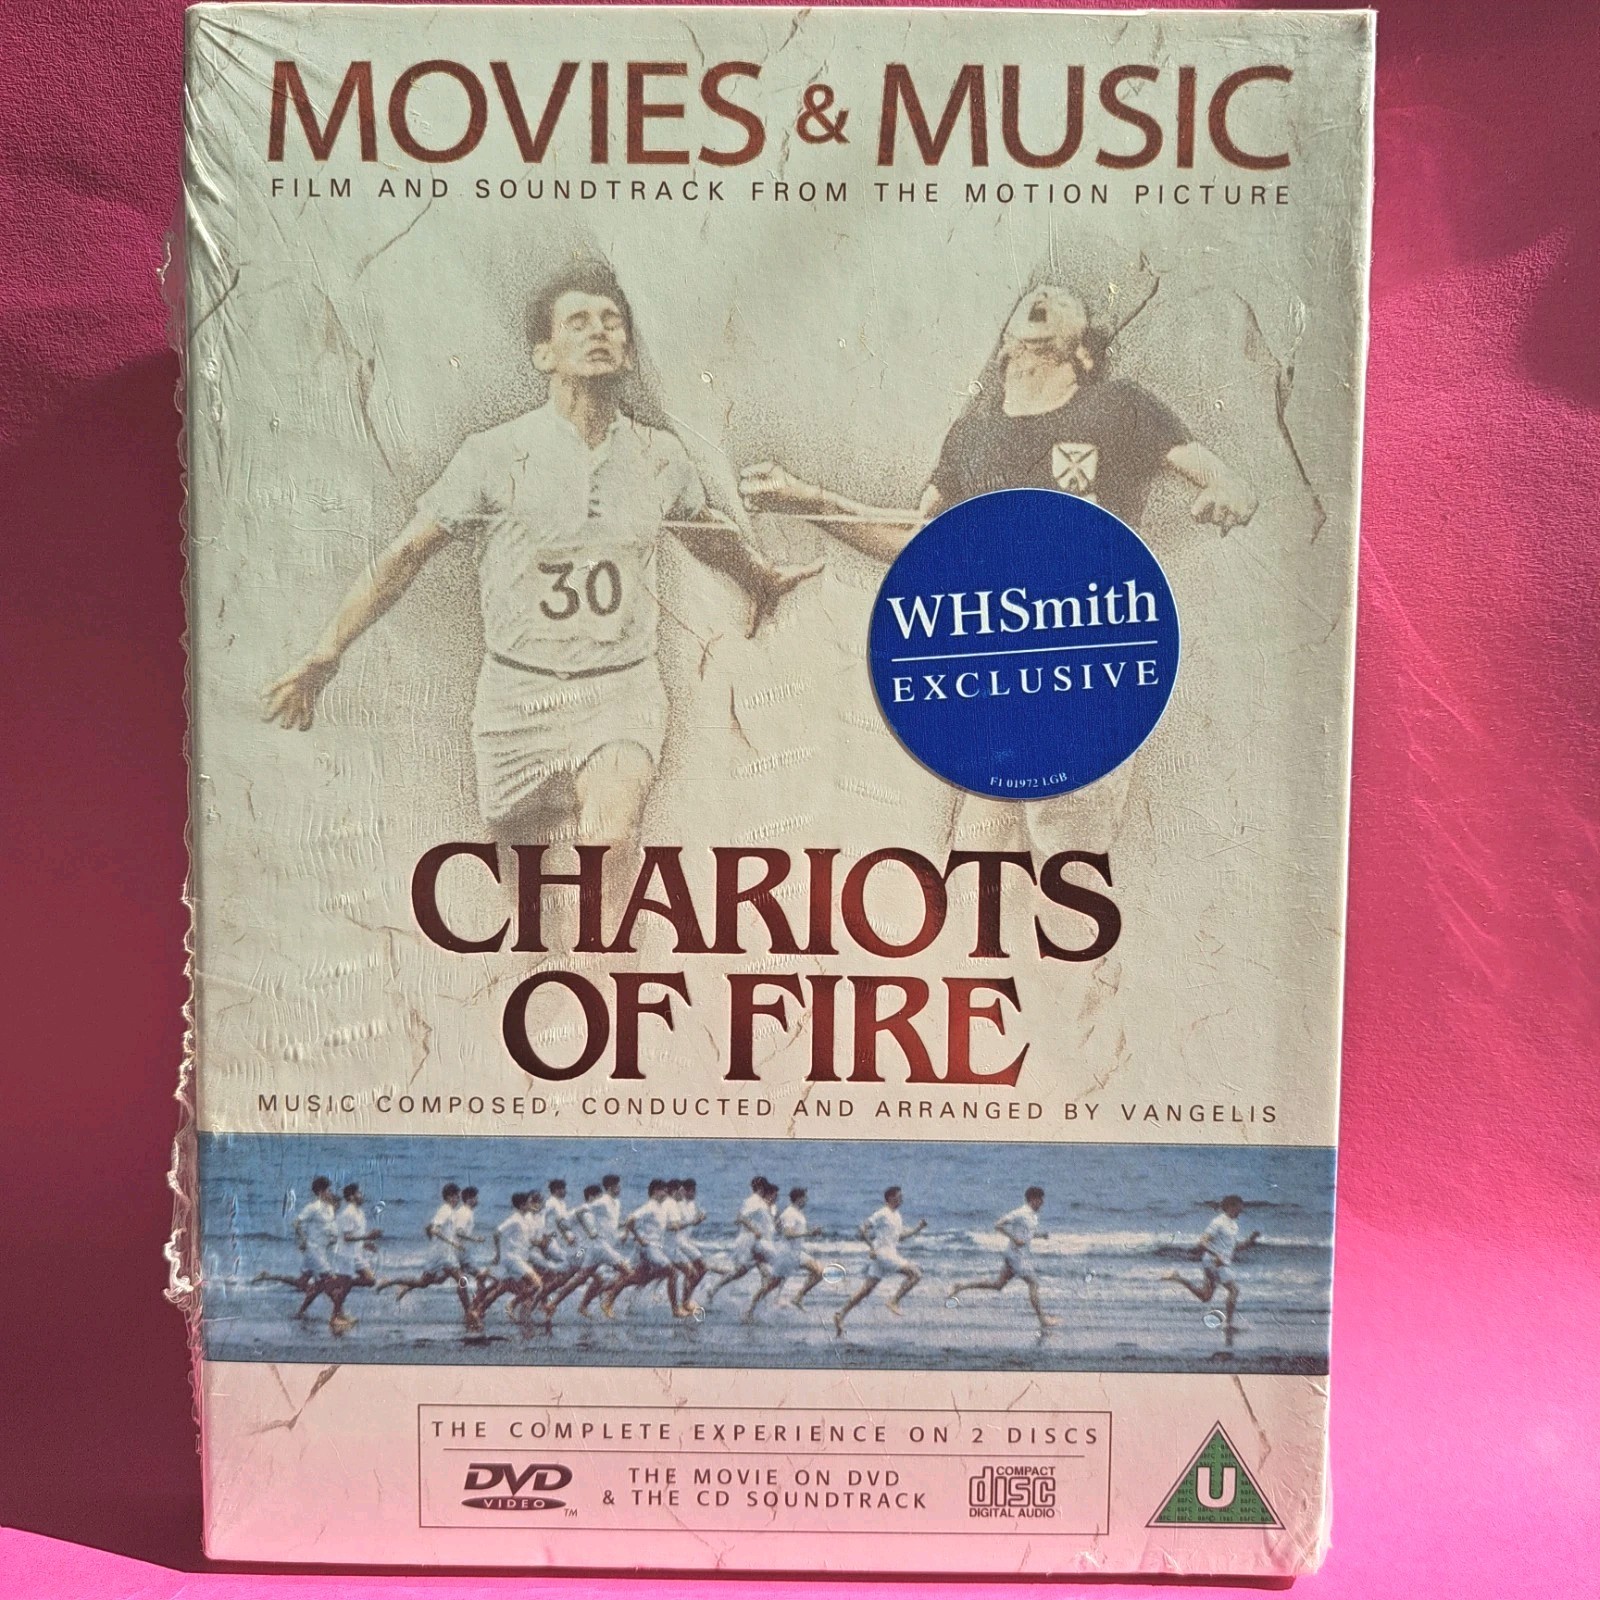 MOVIES & MUSIC
FILM AND SOUNDTRACK FROM THE MOTION PICTURE
30
WHSmith
EXCLUSIVE
F1 01972 LGB
CHARIOTS
OF FIRE
MUSIC COMPOSED, CONDUCTED AND ARRANGED BY VANGELIS
THE COMPLETE EXPERIENCE ON 2 DISCS
DVD
VIDEO
TM
THE MOVIE ON DVD
& THE CD SOUNDTRACK
COMPACT
disc
DIGITAL AUDIO
U